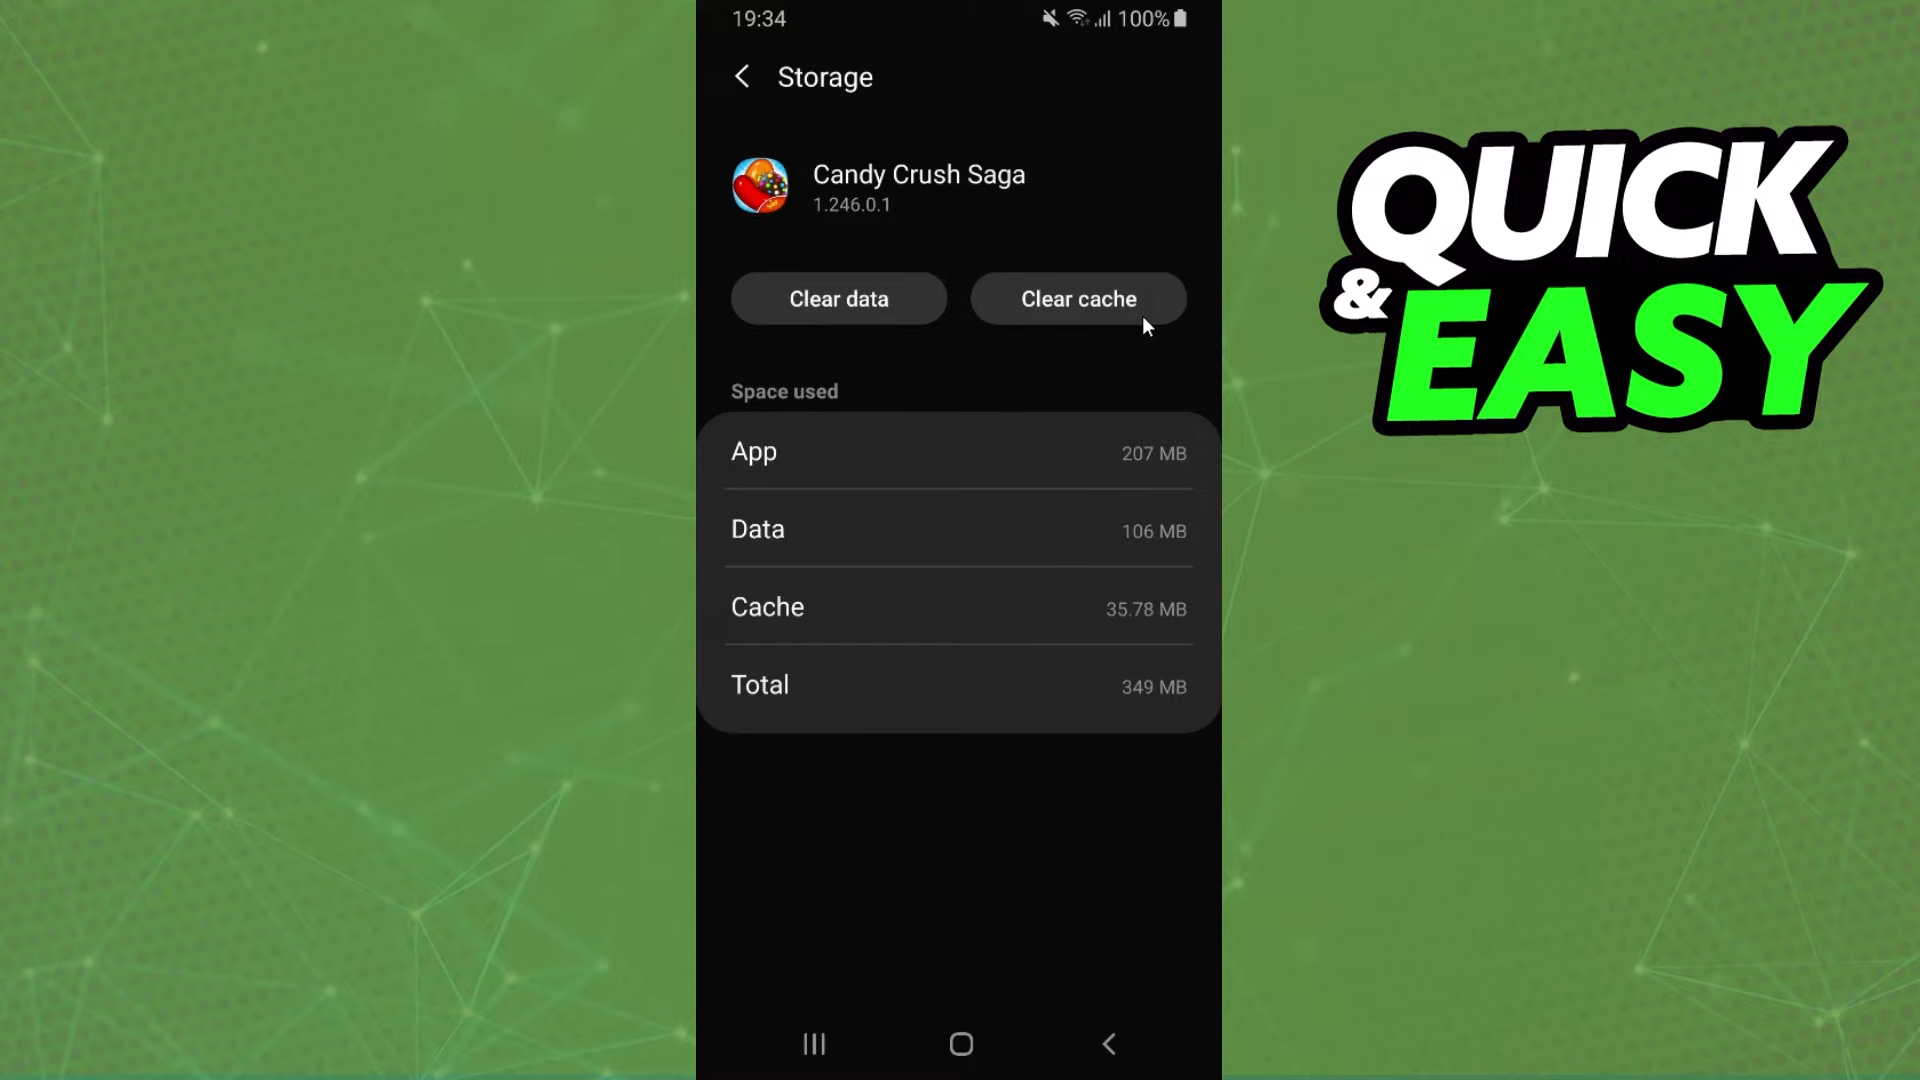 19:34
100%
Storage
Candy Crush Saga
1.246.0.1
Clear data
Clear cache
Space used
App
207 MB
Data
106 MB
Cache
35.78 MB
Total
349 MB
QUICK
&
EASY